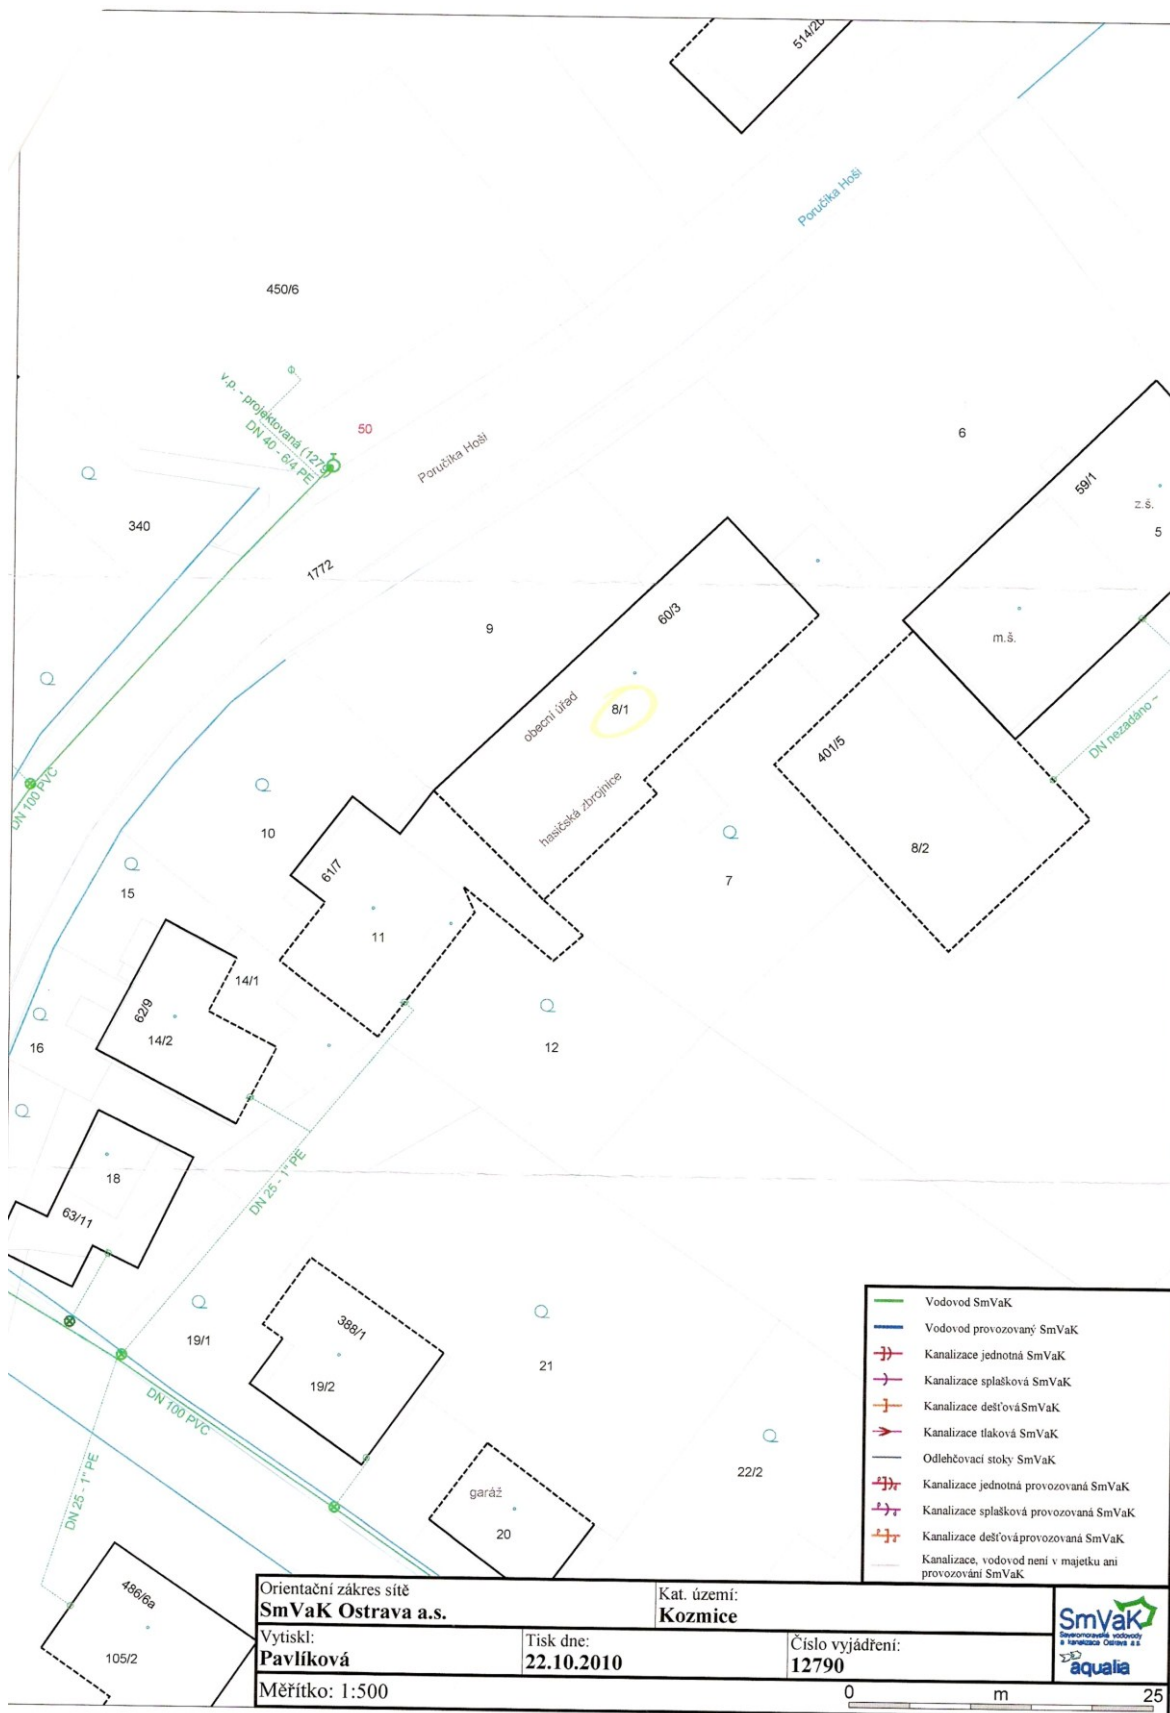 514/2b
Poručíka Hoši
450/6
v.p. - projektovaná (127
DN 40 - 6/4 PE
50
Poručíka Hoši
6
59/1
z.š.
5
340
1772
9
60/3
m.š.
obecní úřad
8/1
hasičská zbrojnice
401/5
DN nezadáno ~
DN 100 PVC
10
61/7
8/2
15
7
11
14/1
62/9
14/2
16
12
18
DN 25 - 1" PE
63/11
19/1
388/1
19/2
21
DN 100 PVC
22/2
DN 25 - 1" PE
garáž
20
486/6a
105/2
Vodovod SmVaK
Vodovod provozovaný SmVaK
Kanalizace jednotná SmVaK
Kanalizace splašková SmVaK
Kanalizace dešťová SmVaK
Kanalizace tlaková SmVaK
Odlehčovací stoky SmVaK
Kanalizace jednotná provozovaná SmVaK
Kanalizace splašková provozovaná SmVaK
Kanalizace dešťová provozovaná SmVaK
Kanalizace, vodovod není v majetku ani
provozování SmVaK
Orientační zákres sítě
SmVaK Ostrava a.s.
Kat. území:
Kozmice
Vytiskl:
Pavlíková
Tisk dne:
22.10.2010
Číslo vyjádření:
12790
Měřítko: 1:500
SmVaK
Severomoravské vodovody
a kanalizace Ostrava a.s.
aqualia
0 m 25